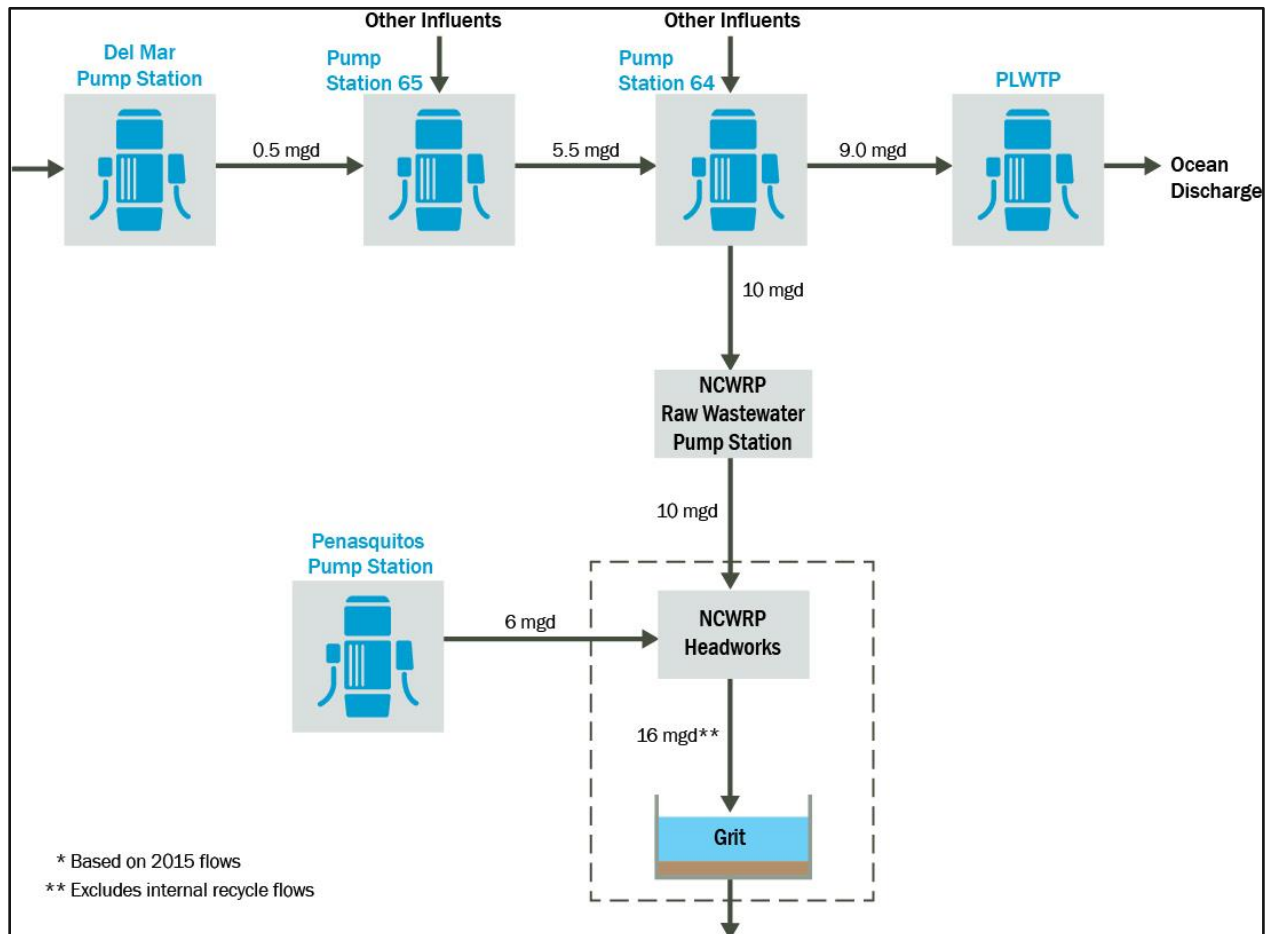 Other Influents
Other Influents
Del Mar
Pump Station
Pump
Station 65
Pump
Station 64
PLWTP
0.5 mgd
5.5 mgd
9.0 mgd
Ocean
Discharge
10 mgd
NCWRP
Raw Wastewater
Pump Station
10 mgd
Penasquitos
Pump Station
6 mgd
NCWRP
Headworks
16 mgd**
Grit
* Based on 2015 flows
** Excludes internal recycle flows